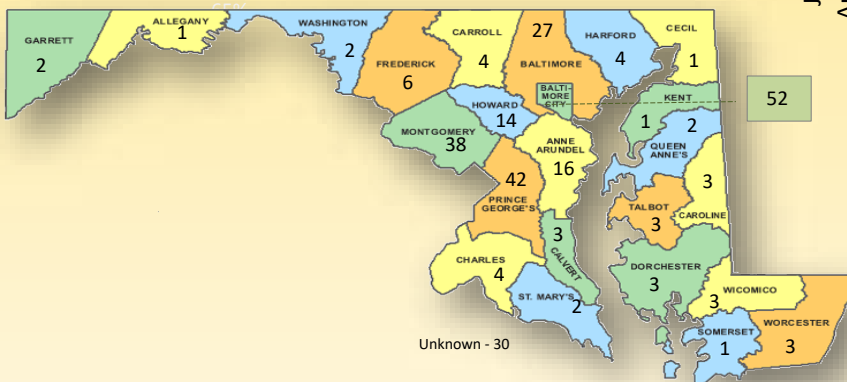 GARRETT
2
ALLEGANY
1
WASHINGTON
2
FREDERICK
6
CARROLL
4
27
BALTIMORE
HARFORD
4
CECIL
1
BALTI-
MORE
CITY
52
KENT
1
HOWARD
14
MONTGOMERY
38
2
QUEEN
ANNE'S
ANNE
ARUNDEL
16
42
PRINCE
GEORGE'S
3
CAROLINE
TALBOT
3
3
CALVERT
CHARLES
4
DORCHESTER
3
ST. MARY'S
2
WICOMICO
3
SOMERSET
1
WORCESTER
3
Unknown - 30